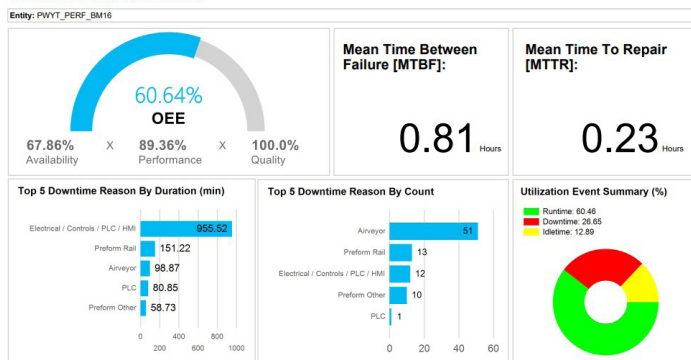 Entity: PWYT_PERF_BM16
60.64%
OEE
67.86% X 89.36% X 100.0%
Availability Performance Quality
Mean Time Between
Failure [MTBF]:
0.81 Hours
Mean Time To Repair
[MTTR]:
0.23 Hours
Top 5 Downtime Reason By Duration (min)
Electrical / Controls / PLC / HMI 955.52
Preform Rail 151.22
Airveyor 98.87
PLC 80.85
Preform Other 58.73
0 400 800
200 600 1000
Top 5 Downtime Reason By Count
Airveyor 51
Preform Rail 13
Electrical / Controls / PLC / HMI 12
Preform Other 10
PLC 1
0 20 40 60
Utilization Event Summary (%)
Runtime: 60.46
Downtime: 26.65
Idletime: 12.89